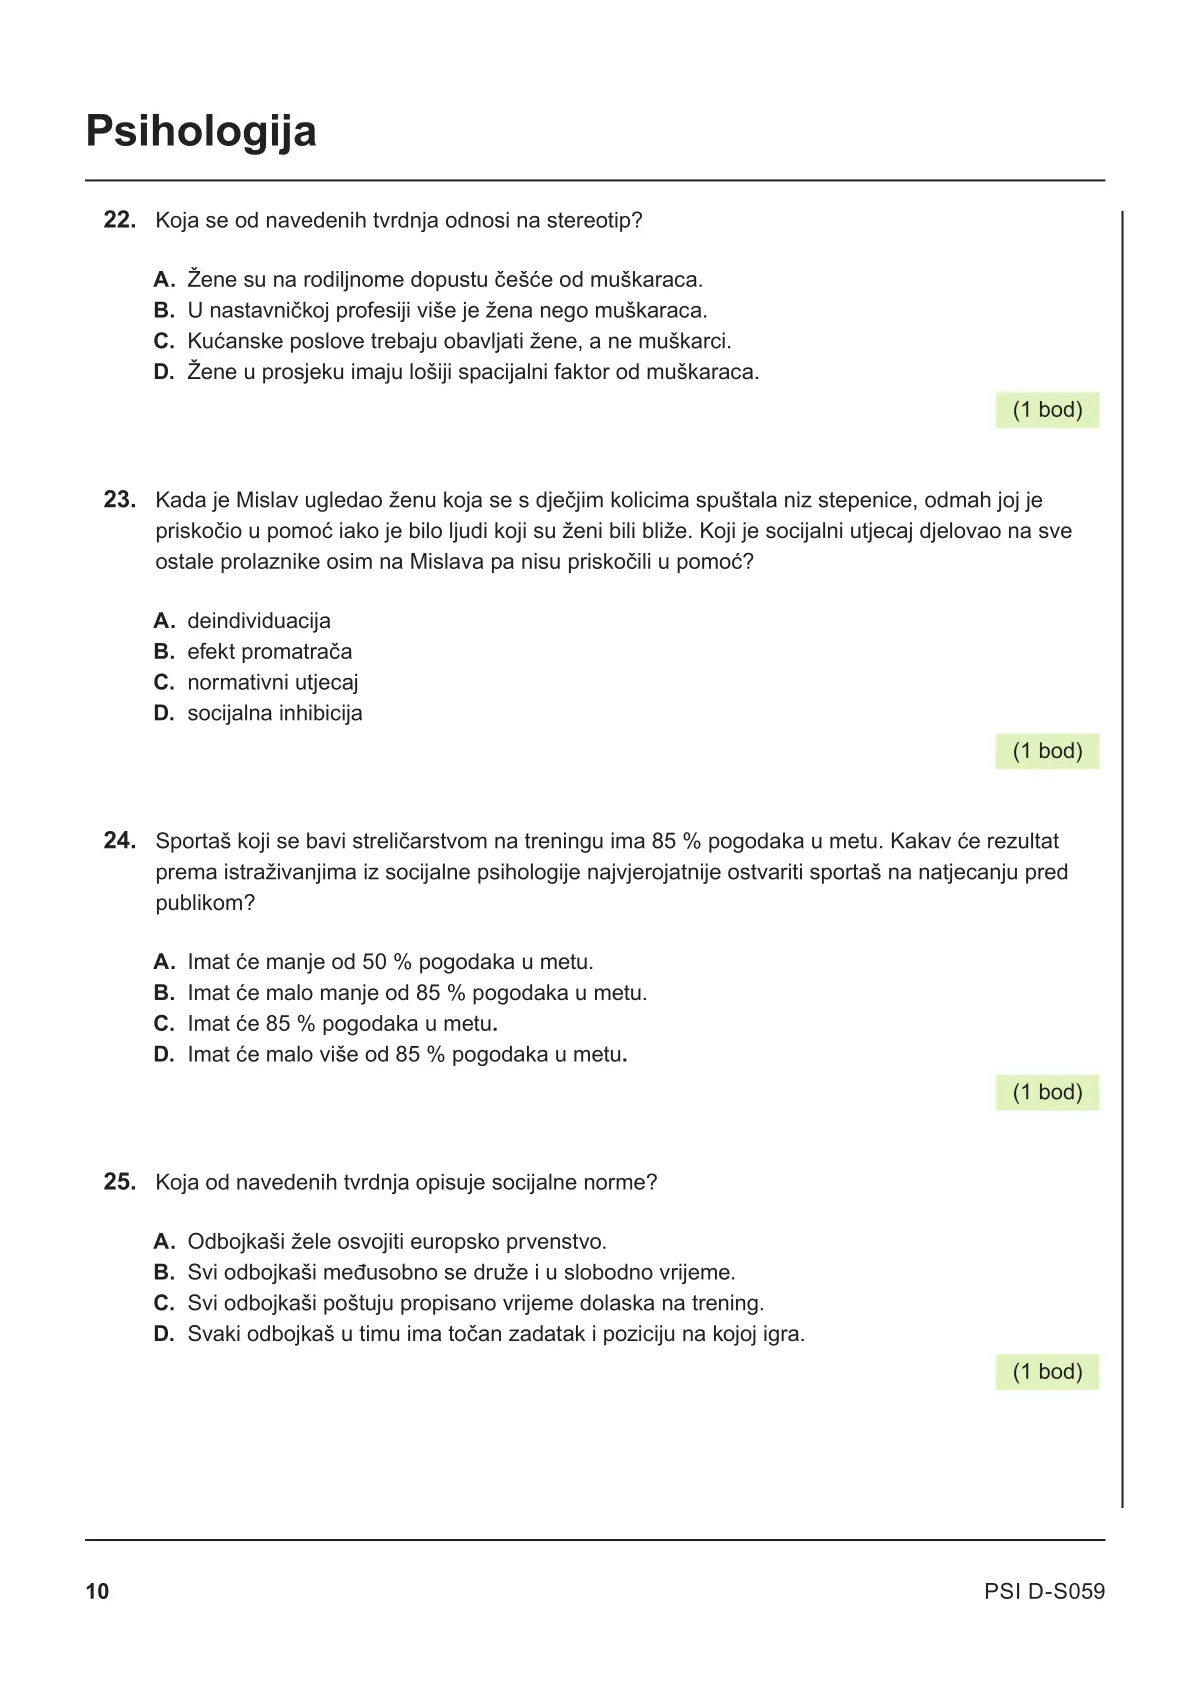 Psihologija
22. Koja se od navedenih tvrdnja odnosi na stereotip?
A. Žene su na rodiljnome dopustu češće od muškaraca.
B. U nastavničkoj profesiji više je žena nego muškaraca.
C. Kućanske poslove trebaju obavljati žene, a ne muškarci.
D. Žene u prosjeku imaju lošiji spacijalni faktor od muškaraca.
(1 bod)
23. Kada je Mislav ugledao ženu koja se s dječjim kolicima spuštala niz stepenice, odmah joj je
priskočio u pomoć iako je bilo ljudi koji su ženi bili bliže. Koji je socijalni utjecaj djelovao na sve
ostale prolaznike osim na Mislava pa nisu priskočili u pomoć?
A. deindividuacija
B. efekt promatrača
C. normativni utjecaj
D. socijalna inhibicija
(1 bod)
24. Sportaš koji se bavi streličarstvom na treningu ima 85 % pogodaka u metu. Kakav će rezultat
prema istraživanjima iz socijalne psihologije najvjerojatnije ostvariti sportaš na natjecanju pred
publikom?
A. Imat će manje od 50 % pogodaka u metu.
B. Imat će malo manje od 85 % pogodaka u metu.
C. Imat će 85 % pogodaka u metu.
D. Imat će malo više od 85 % pogodaka u metu.
(1 bod)
25. Koja od navedenih tvrdnja opisuje socijalne norme?
A. Odbojkaši žele osvojiti europsko prvenstvo.
B. Svi odbojkaši međusobno se druže i u slobodno vrijeme.
C. Svi odbojkaši poštuju propisano vrijeme dolaska na trening.
D. Svaki odbojkaš u timu ima točan zadatak i poziciju na kojoj igra.
(1 bod)
10 PSI D-S059